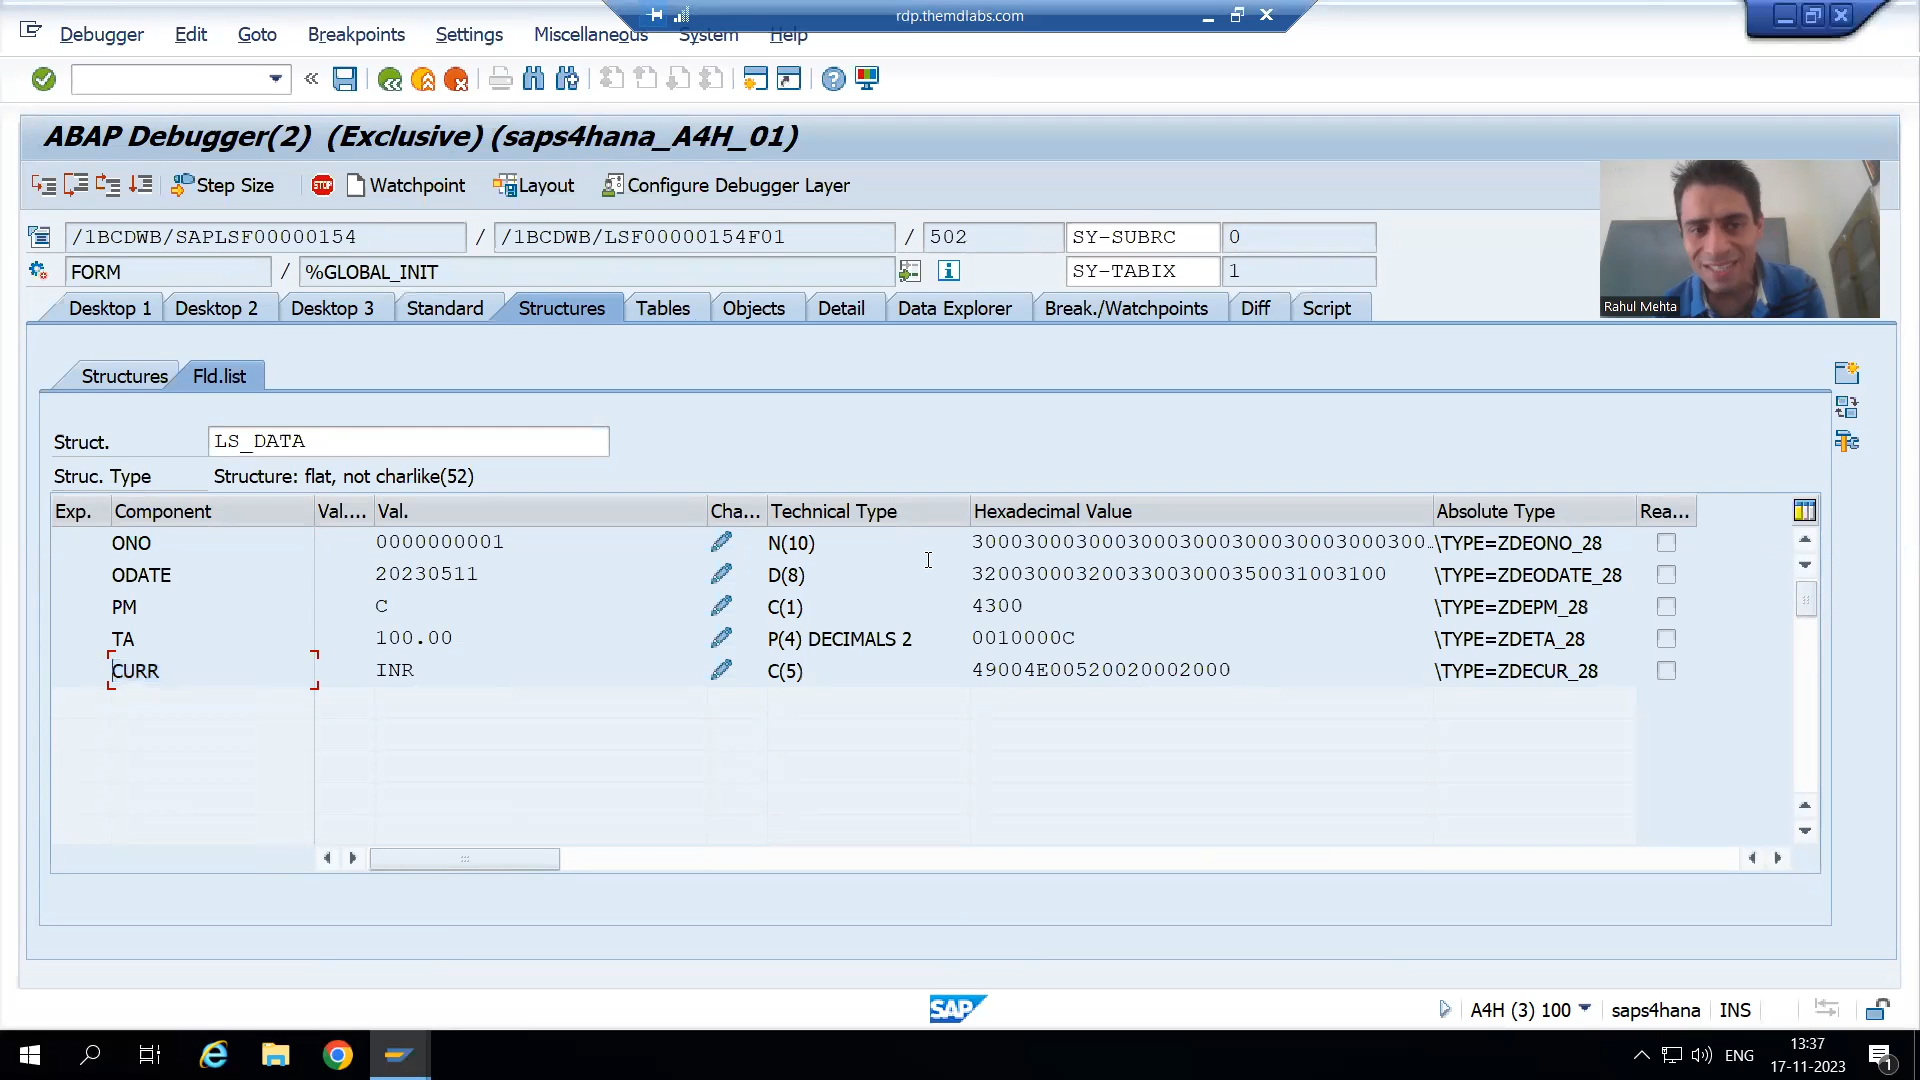 rdp.themdlabs.com
Debugger Edit Goto Breakpoints Settings Miscellaneous System Help
ABAP Debugger(2) (Exclusive) (saps4hana_A4H_01)
Step Size STOP Watchpoint Layout Configure Debugger Layer
/1BCDWB/SAPLSF00000154 / /1BCDWB/LSF00000154F01 / 502 SY-SUBRC 0
FORM / %GLOBAL_INIT SY-TABIX 1
Rahul Mehta
Desktop 1 Desktop 2 Desktop 3 Standard Structures Tables Objects Detail Data Explorer Break./Watchpoints Diff Script
Structures Fld.list
Struct. LS_DATA
Struc. Type Structure: flat, not charlike(52)
Exp. Component Val.... Val. Cha... Technical Type Hexadecimal Value Absolute Type Rea...
ONO 0000000001 N(10) 300030003000300030003000300030003000300... \TYPE=ZDEONO_28
ODATE 20230511 D(8) 32003000320033003000350031003100 \TYPE=ZDEODATE_28
PM C C(1) 4300 \TYPE=ZDEPM_28
TA 100.00 P(4) DECIMALS 2 0010000C \TYPE=ZDETA_28
CURR INR C(5) 49004E00520020002000 \TYPE=ZDECUR_28
SAP
A4H (3) 100 saps4hana INS
ENG
13:37
17-11-2023
1